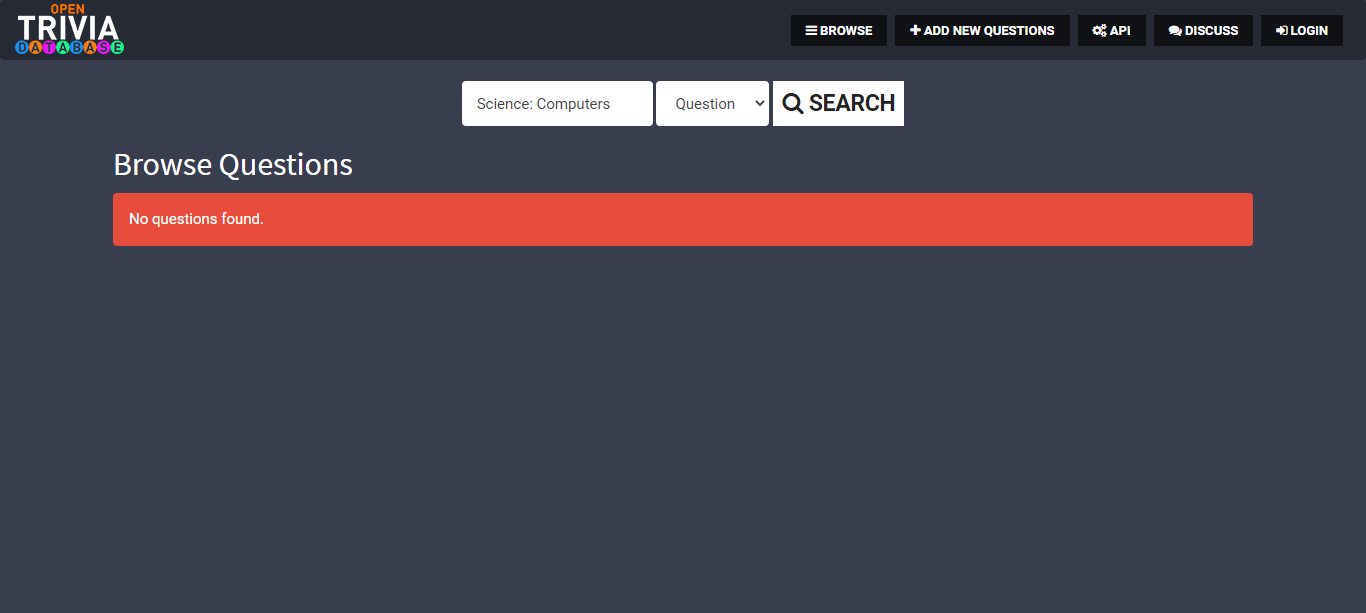 OPEN
TRIVIA
DATABASE
BROWSE
ADD NEW QUESTIONS
API
DISCUSS
LOGIN
Science: Computers
Question
SEARCH
Browse Questions
No questions found.